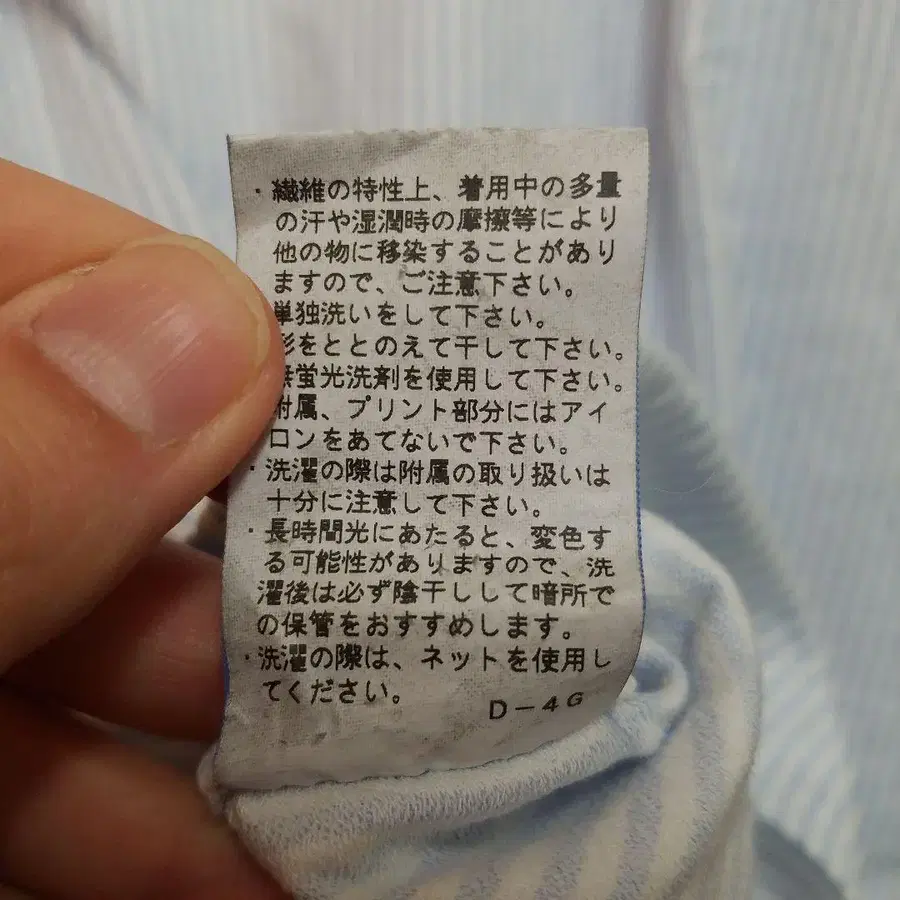 ・繊維の特性上、着用中の多量
の汗や湿潤時の摩擦等により
他の物に移染することがあり
ますので、ご注意下さい。
単独洗いをして下さい。
形をととのえて干して下さい。
無蛍光洗剤を使用して下さい。
附属、プリント部分にはアイ
ロンをあてないで下さい。
・洗濯の際は附属の取り扱いは
十分に注意して下さい。
・長時間光にあたると、変色す
る可能性がありますので、洗
濯後は必ず陰干しして暗所で
の保管をおすすめします。
・洗濯の際は、ネットを使用し
てください。
D-4G